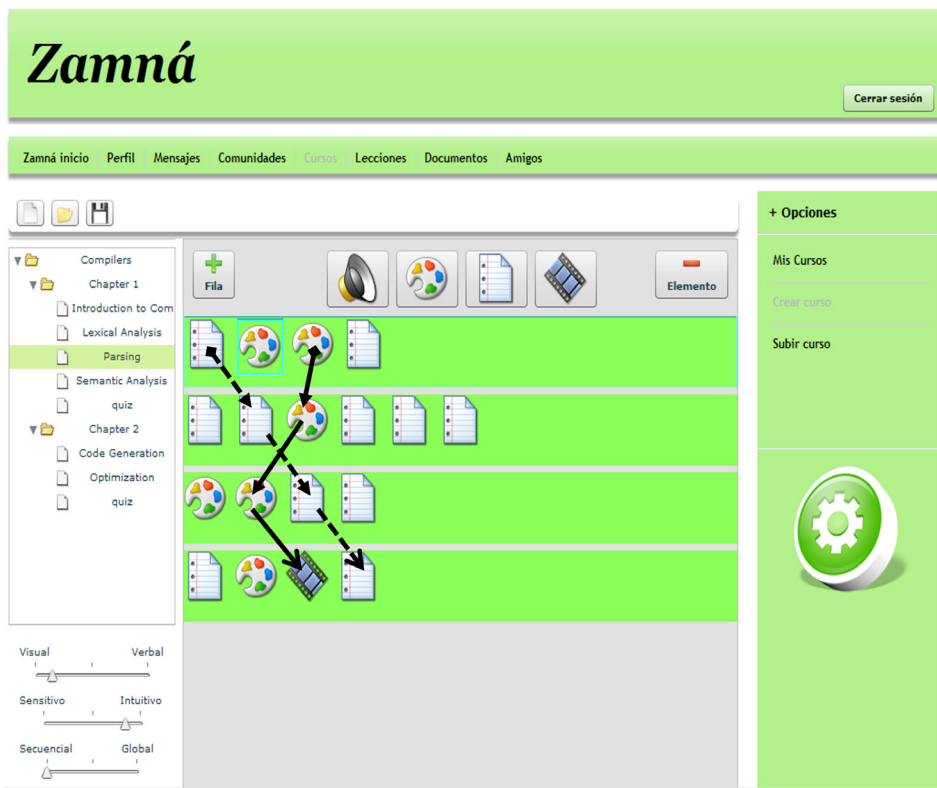 Zamná
Cerrar sesión
Zamná inicio Perfil Mensajes Comunidades Cursos Lecciones Documentos Amigos
+ Opciones
Mis Cursos
Crear curso
Subir curso
Compilers
Chapter 1
Introduction to Com
Lexical Analysis
Parsing
Semantic Analysis
quiz
Chapter 2
Code Generation
Optimization
quiz
Fila
Elemento
Visual Verbal
Sensitivo Intuitivo
Secuencial Global